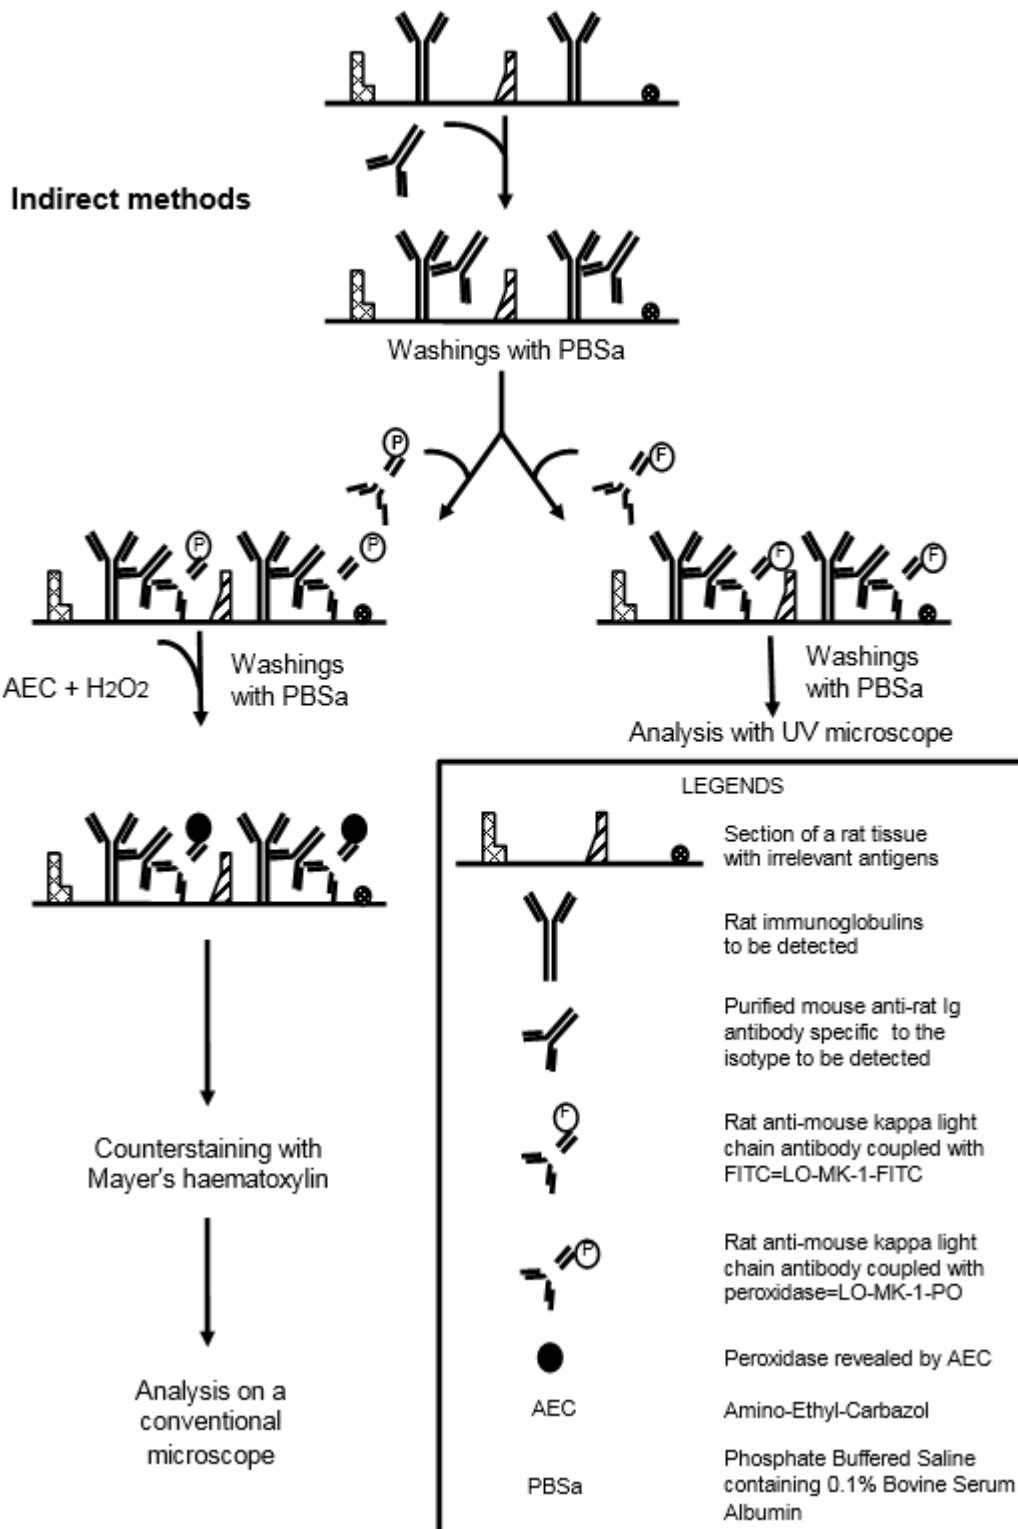 Indirect methods
Washings with PBSa
P
F
P
P
F
F
AEC + H2O2
Washings
with PBSa
Washings
with PBSa
Analysis with UV microscope
LEGENDS
Section of a rat tissue
with irrelevant antigens
Rat immunoglobulins
to be detected
Purified mouse anti-rat Ig
antibody specific to the
isotype to be detected
F
Rat anti-mouse kappa light
chain antibody coupled with
FITC=LO-MK-1-FITC
P
Rat anti-mouse kappa light
chain antibody coupled with
peroxidase=LO-MK-1-PO
Peroxidase revealed by AEC
AEC
Amino-Ethyl-Carbazol
PBSa
Phosphate Buffered Saline
containing 0.1% Bovine Serum
Albumin
Counterstaining with
Mayer's haematoxylin
Analysis on a
conventional
microscope